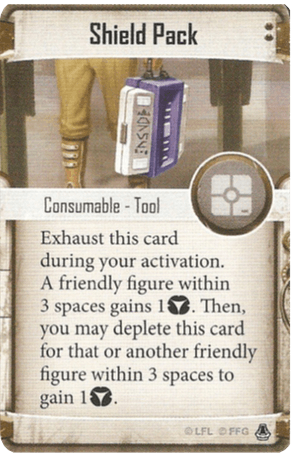 Shield Pack
Consumable - Tool
Exhaust this card
during your activation.
A friendly figure within
3 spaces gains 1. Then,
you may deplete this card
for that or another friendly
figure within 3 spaces to
gain 1.
© LFL © FFG